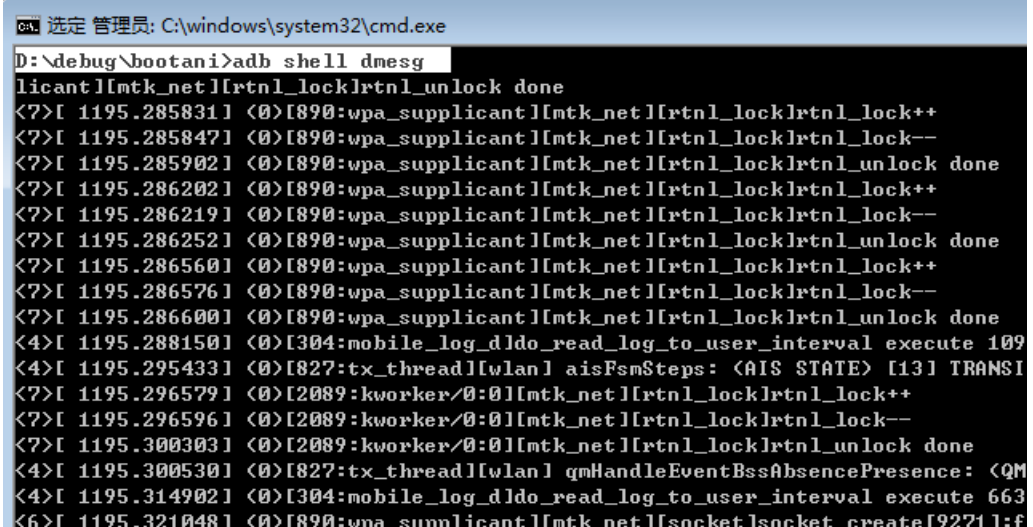 选定 管理员: C:\windows\system32\cmd.exe
D:\debug\bootani>adb shell dmesg
licant][mtk_net][rtnl_lock]rtnl_unlock done
<7>[ 1195.285831] <0>[890:wpa_supplicant][mtk_net][rtnl_lock]rtnl_lock++
<7>[ 1195.285847] <0>[890:wpa_supplicant][mtk_net][rtnl_lock]rtnl_lock--
<7>[ 1195.285902] <0>[890:wpa_supplicant][mtk_net][rtnl_lock]rtnl_unlock done
<7>[ 1195.286202] <0>[890:wpa_supplicant][mtk_net][rtnl_lock]rtnl_lock++
<7>[ 1195.286219] <0>[890:wpa_supplicant][mtk_net][rtnl_lock]rtnl_lock--
<7>[ 1195.286252] <0>[890:wpa_supplicant][mtk_net][rtnl_lock]rtnl_unlock done
<7>[ 1195.286560] <0>[890:wpa_supplicant][mtk_net][rtnl_lock]rtnl_lock++
<7>[ 1195.286576] <0>[890:wpa_supplicant][mtk_net][rtnl_lock]rtnl_lock--
<7>[ 1195.286600] <0>[890:wpa_supplicant][mtk_net][rtnl_lock]rtnl_unlock done
<4>[ 1195.288150] <0>[304:mobile_log_d]do_read_log_to_user_interval execute 109
<4>[ 1195.295433] <0>[827:tx_thread][wlan] aisFsmSteps: (AIS STATE) [13] TRANSI
<7>[ 1195.296579] <0>[2089:kworker/0:0][mtk_net][rtnl_lock]rtnl_lock++
<7>[ 1195.296596] <0>[2089:kworker/0:0][mtk_net][rtnl_lock]rtnl_lock--
<7>[ 1195.300303] <0>[2089:kworker/0:0][mtk_net][rtnl_lock]rtnl_unlock done
<4>[ 1195.300530] <0>[827:tx_thread][wlan] qmHandleEventBssAbsencePresence: (QM
<4>[ 1195.314902] <0>[304:mobile_log_d]do_read_log_to_user_interval execute 663
<6>[ 1195.321048] <0>[890:wpa_supplicant][mtk_net][socket]socket_create[9271]:f